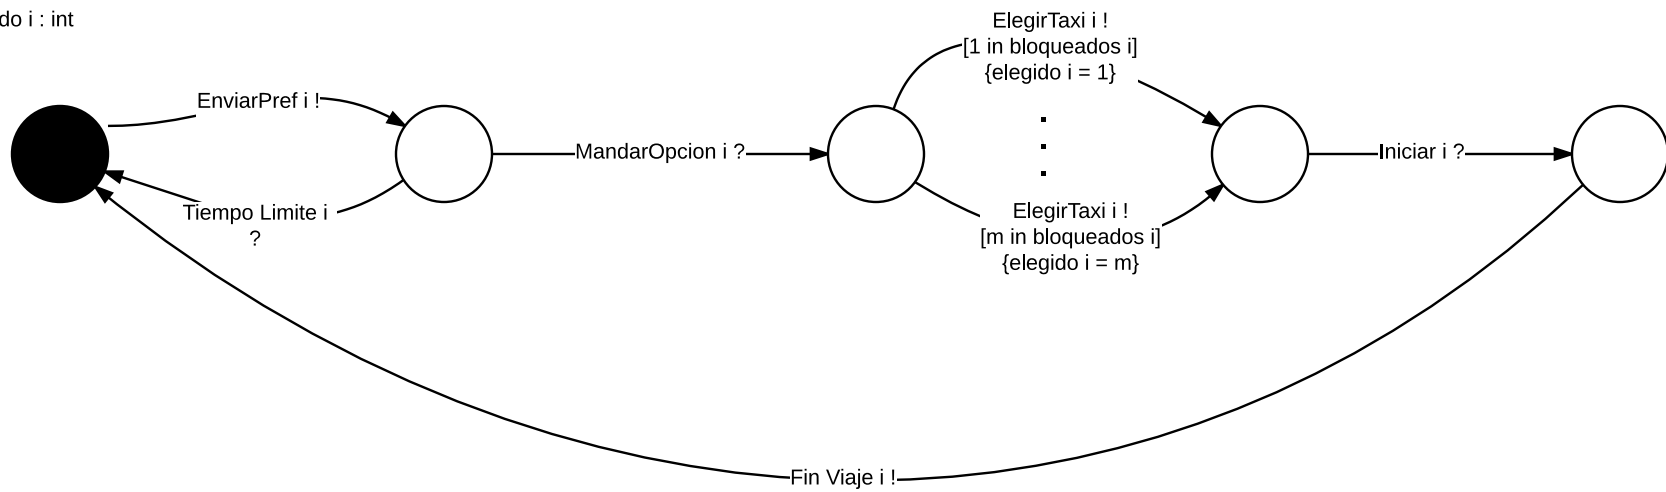 do i : int
ElegirTaxi i !
[1 in bloqueados i]
{elegido i = 1}
EnviarPref i !
MandarOpcion i ?
Iniciar i ?
Tiempo Limite i
?
ElegirTaxi i !
[m in bloqueados i]
{elegido i = m}
Fin Viaje i !